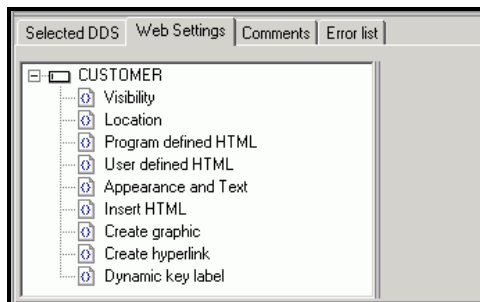 Selected DDS Web Settings Comments Error list
CUSTOMER
Visibility
Location
Program defined HTML
User defined HTML
Appearance and Text
Insert HTML
Create graphic
Create hyperlink
Dynamic key label